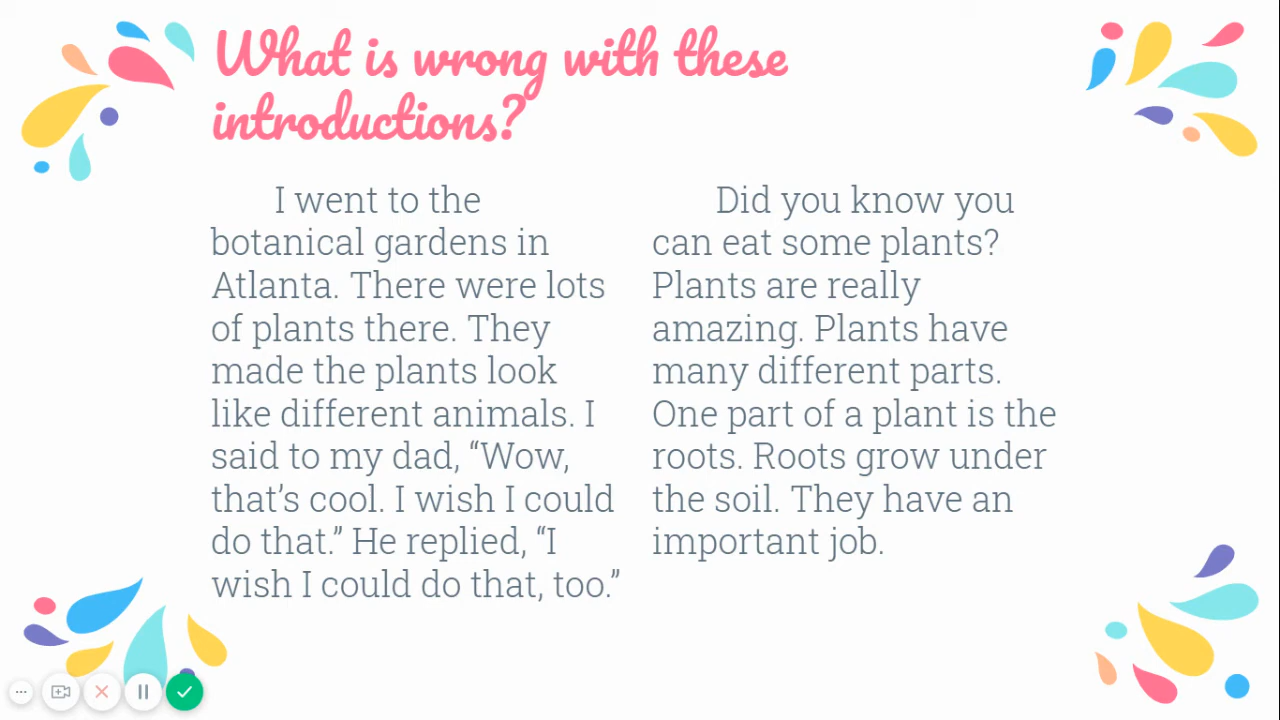 What is wrong with these
introductions?
I went to the
botanical gardens in
Atlanta. There were lots
of plants there. They
made the plants look
like different animals. I
said to my dad, “Wow,
that’s cool. I wish I could
do that.” He replied, “I
wish I could do that, too.”
Did you know you
can eat some plants?
Plants are really
amazing. Plants have
many different parts.
One part of a plant is the
roots. Roots grow under
the soil. They have an
important job.